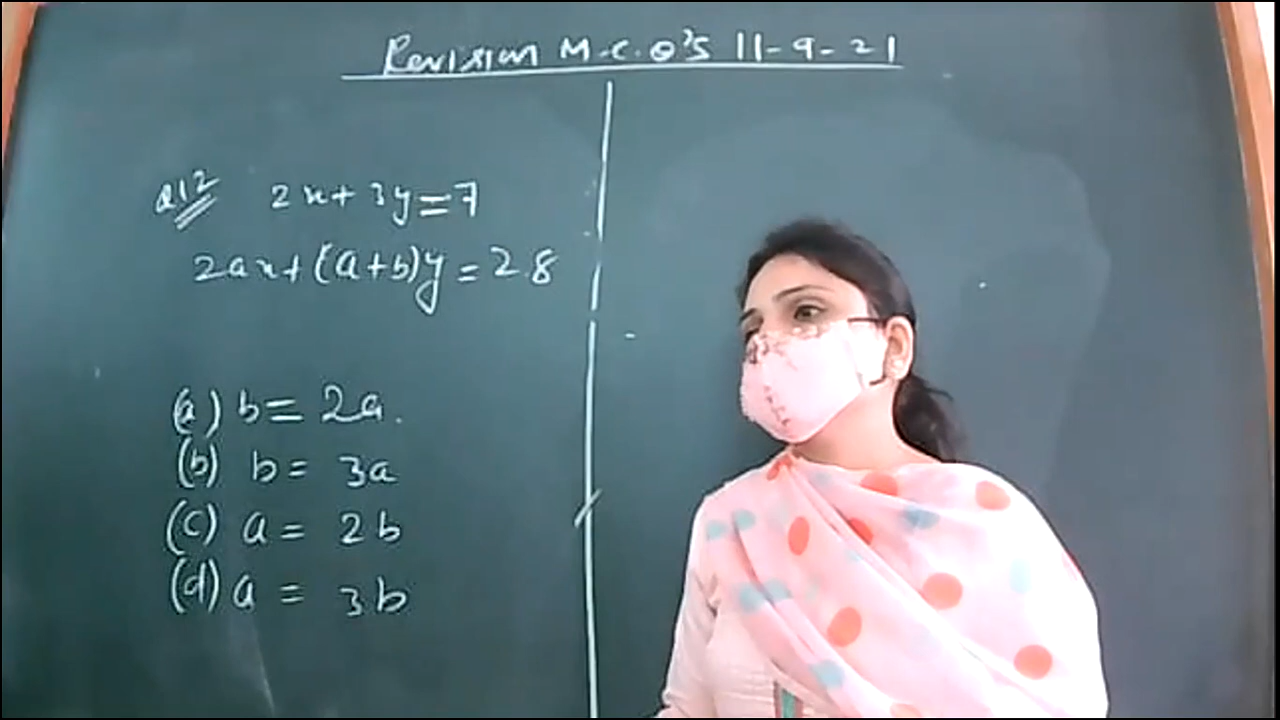 Revision M.C.Q's 11-9-21
Q12 2x+3y=7
2ax+(a+b)y=28
(a) b=2a.
(b) b=3a
(c) a=2b
(d) a=3b